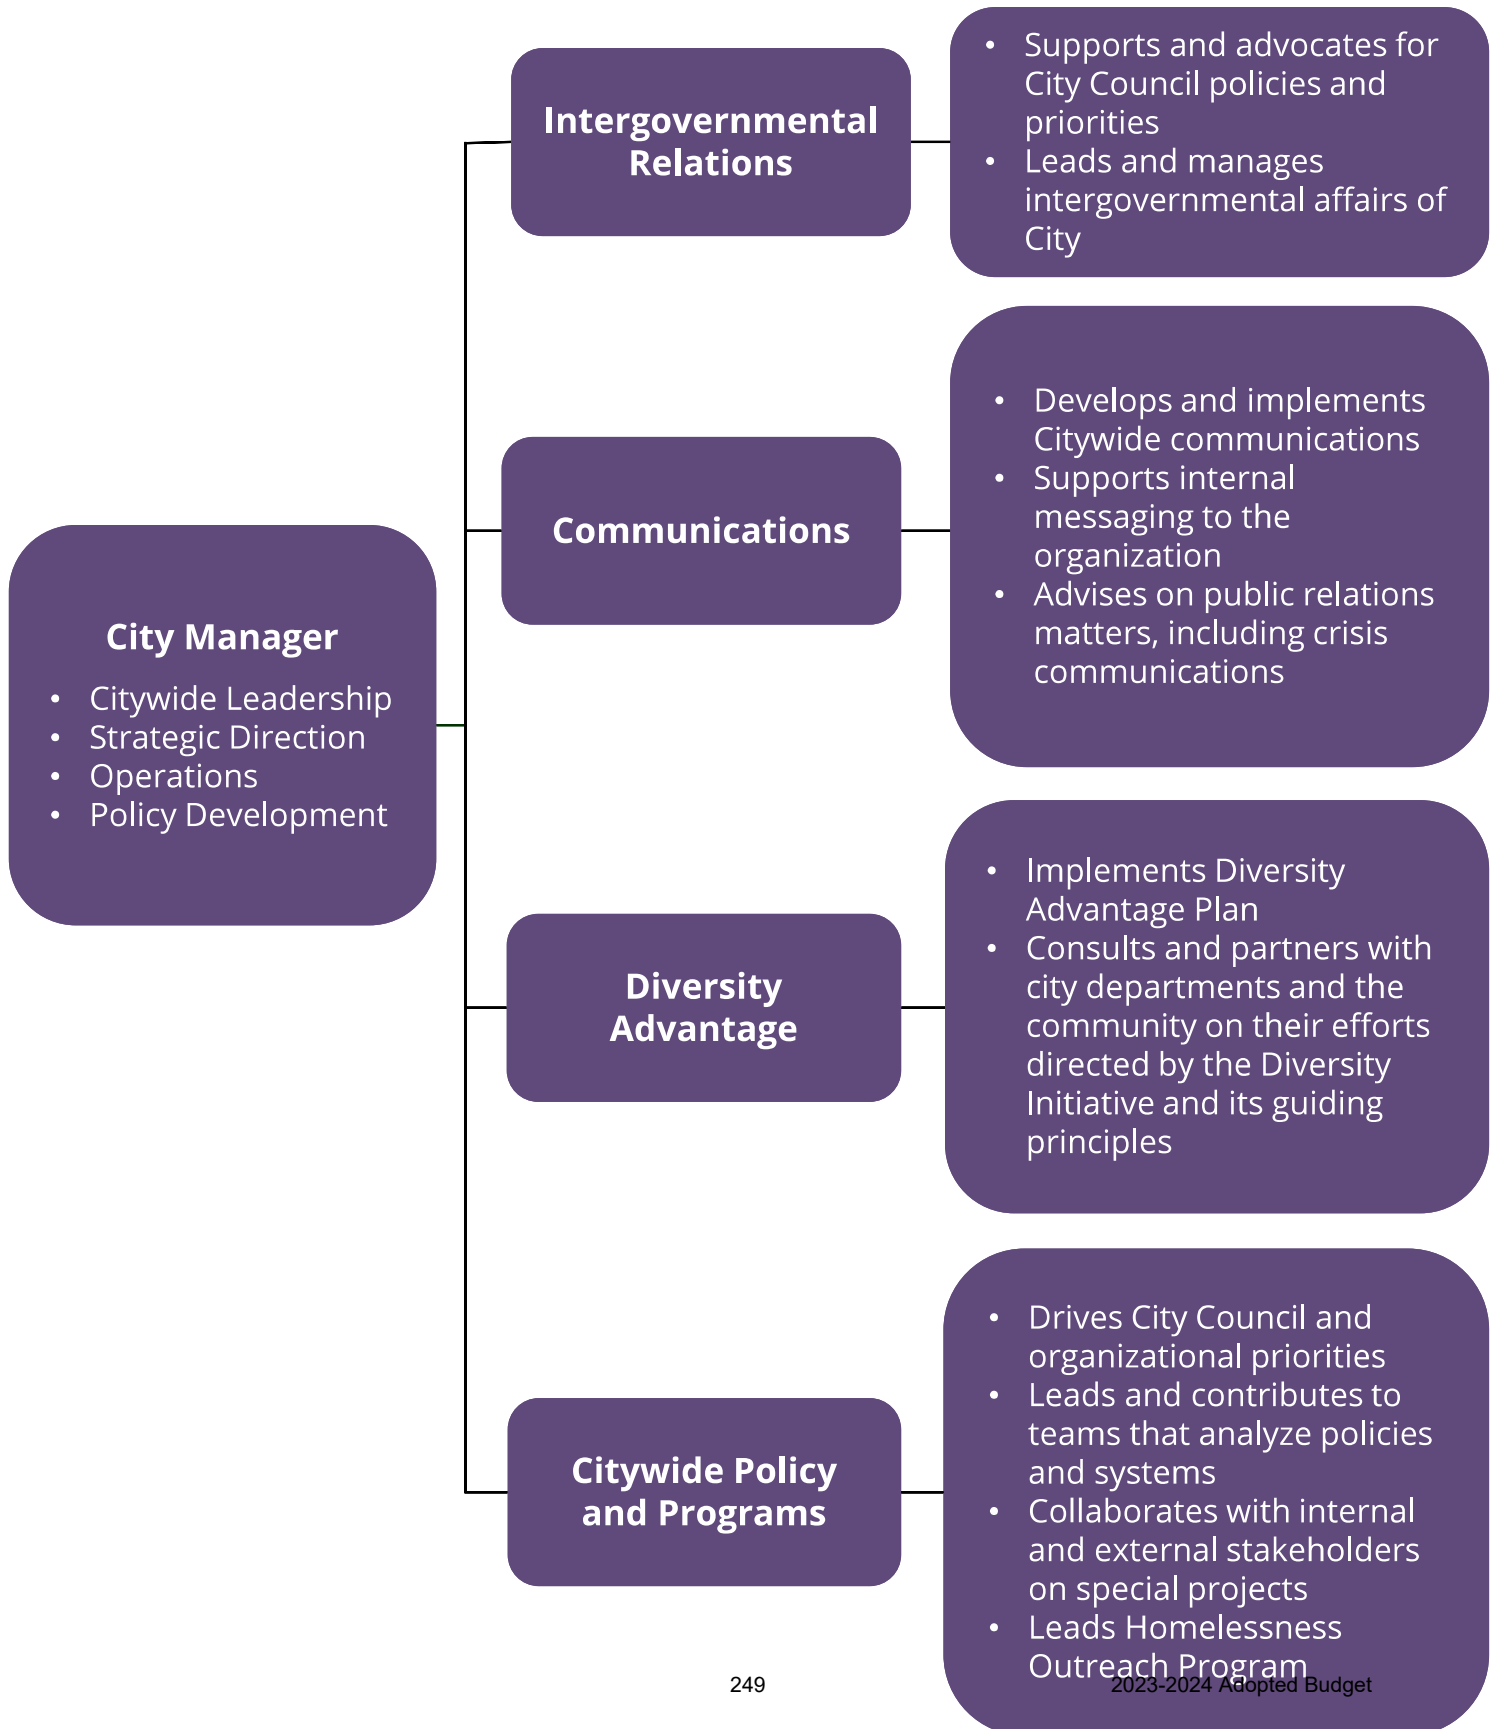 City Manager
• Citywide Leadership
• Strategic Direction
• Operations
• Policy Development
Intergovernmental
Relations
• Supports and advocates for
City Council policies and
priorities
• Leads and manages
intergovernmental affairs of
City
Communications
• Develops and implements
Citywide communications
• Supports internal
messaging to the
organization
• Advises on public relations
matters, including crisis
communications
Diversity
Advantage
• Implements Diversity
Advantage Plan
• Consults and partners with
city departments and the
community on their efforts
directed by the Diversity
Initiative and its guiding
principles
Citywide Policy
and Programs
• Drives City Council and
organizational priorities
• Leads and contributes to
teams that analyze policies
and systems
• Collaborates with internal
and external stakeholders
on special projects
• Leads Homelessness
Outreach Program
249
2023-2024 Adopted Budget